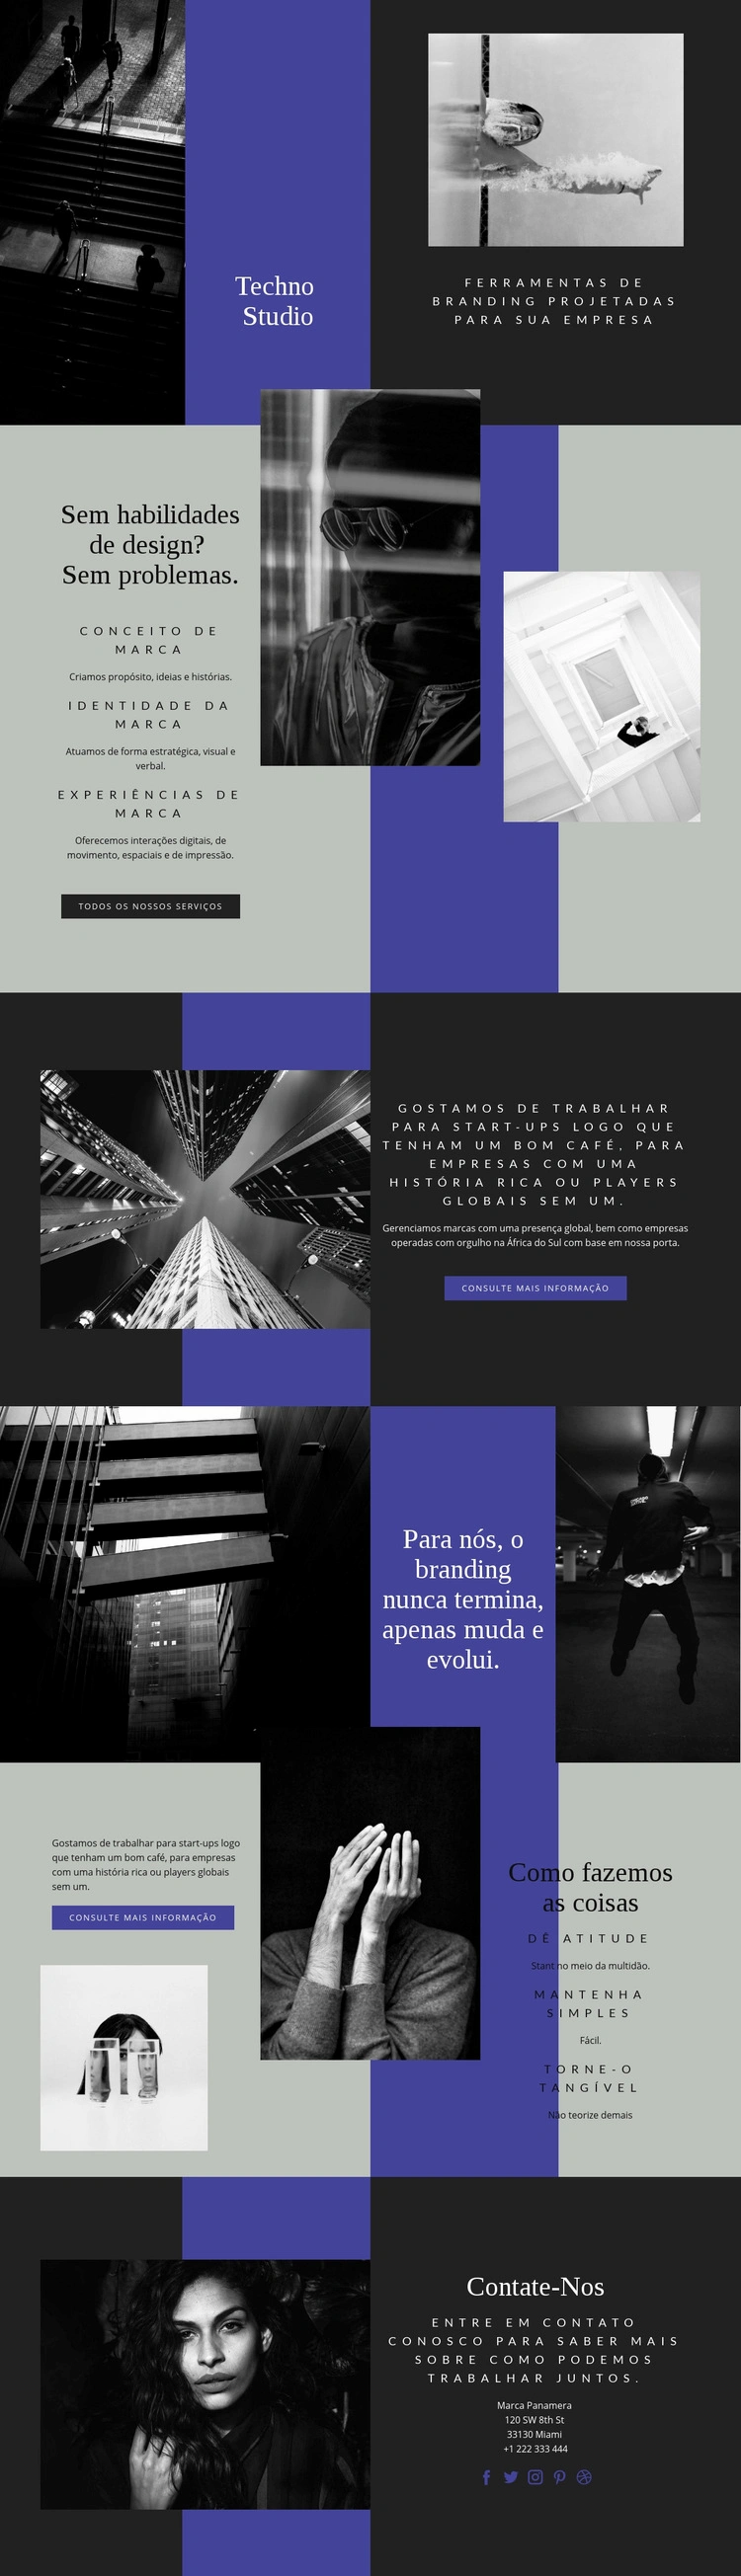 Techno
Studio
FERRAMENTAS DE
BRANDING PROJETADAS
PARA SUA EMPRESA
Sem habilidades
de design?
Sem problemas.
CONCEITO DE
MARCA
Criamos propósito, ideias e histórias.
IDENTIDADE DA
MARCA
Atuamos de forma estratégica, visual e
verbal.
EXPERIÊNCIAS DE
MARCA
Oferecemos interações digitais, de
movimento, espaciais e de impressão.
TODOS OS NOSSOS SERVIÇOS
GOSTAMOS DE TRABALHAR
PARA START-UPS LOGO QUE
TENHAM UM BOM CAFÉ, PARA
EMPRESAS COM UMA
HISTÓRIA RICA OU PLAYERS
GLOBAIS SEM UM.
Gerenciamos marcas com uma presença global, bem como empresas
operadas com orgulho na África do Sul com base em nossa porta.
CONSULTE MAIS INFORMAÇÃO
Para nós, o
branding
nunca termina,
apenas muda e
evolui.
Gostamos de trabalhar para start-ups logo
que tenham um bom café, para empresas
com uma história rica ou players globais
sem um.
CONSULTE MAIS INFORMAÇÃO
Como fazemos
as coisas
DÊ ATITUDE
Stant no meio da multidão.
MANTENHA
SIMPLES
Fácil.
TORNE-O
TANGÍVEL
Não teorize demais
Contate-Nos
ENTRE EM CONTATO
CONOSCO PARA SABER MAIS
SOBRE COMO PODEMOS
TRABALHAR JUNTOS.
Marca Panamera
120 SW 8th St
33130 Miami
+1 222 333 444